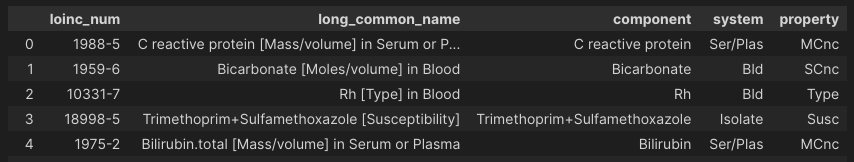 loinc_num long_common_name component system property
0 1988-5 C reactive protein [Mass/volume] in Serum or P... C reactive protein Ser/Plas MCnc
1 1959-6 Bicarbonate [Moles/volume] in Blood Bicarbonate Bld SCnc
2 10331-7 Rh [Type] in Blood Rh Bld Type
3 18998-5 Trimethoprim+Sulfamethoxazole [Susceptibility] Trimethoprim+Sulfamethoxazole Isolate Susc
4 1975-2 Bilirubin.total [Mass/volume] in Serum or Plasma Bilirubin Ser/Plas MCnc